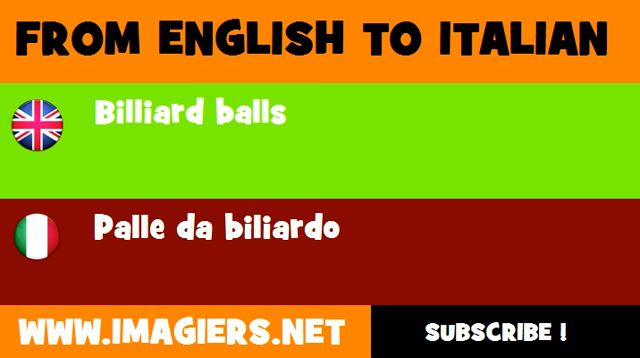 FROM ENGLISH TO ITALIAN
Billiard balls
Palle da biliardo
WWW.IMAGIERS.NET
SUBSCRIBE !